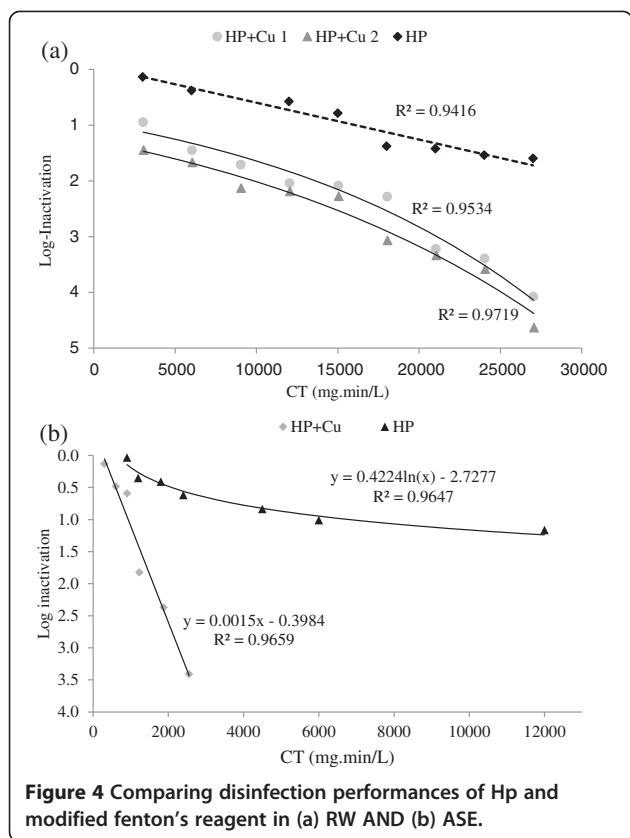 (a)
HP+Cu 1 HP+Cu 2 HP
0
1
2
3
4
5
Log-Inactivation
R² = 0.9416
R² = 0.9534
R² = 0.9719
0 5000 10000 15000 20000 25000 30000
CT (mg.min/L)
(b)
HP+Cu HP
0.0
0.5
1.0
1.5
2.0
2.5
3.0
3.5
4.0
Log inactivation
y = 0.4224ln(x) - 2.7277
R² = 0.9647
y = 0.0015x - 0.3984
R² = 0.9659
0 2000 4000 6000 8000 10000 12000
CT (mg.min/L)
Figure 4 Comparing disinfection performances of Hp and
modified fenton's reagent in (a) RW AND (b) ASE.